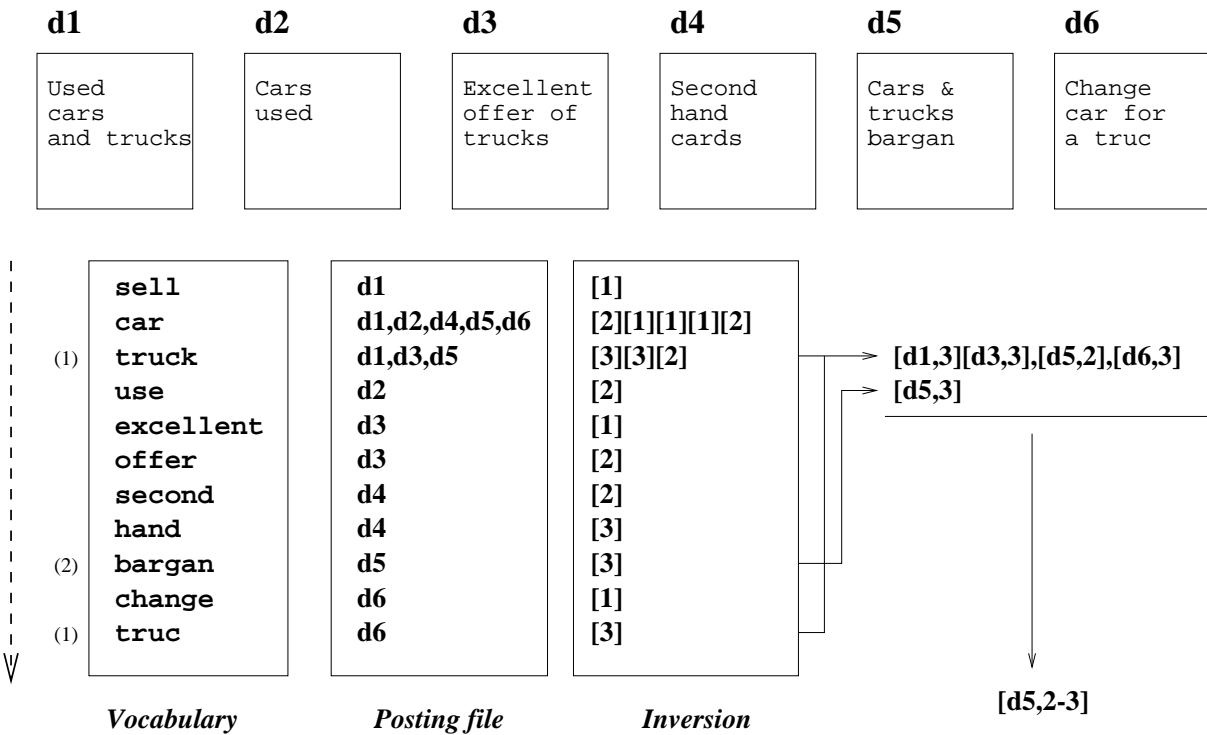 d1 d2 d3 d4 d5 d6
Used
cars
and trucks
Cars
used
Excellent
offer of
trucks
Second
hand
cards
Cars &
trucks
bargan
Change
car for
a truc
sell d1 [1]
car d1,d2,d4,d5,d6 [2][1][1][1][2]
(1) truck d1,d3,d5 [3][3][2] [d1,3][d3,3],[d5,2],[d6,3]
use d2 [2] [d5,3]
excellent d3 [1]
offer d3 [2]
second d4 [2]
hand d4 [3]
(2) bargan d5 [3]
change d6 [1]
(1) truc d6 [3]
[d5,2-3]
Vocabulary Posting file Inversion